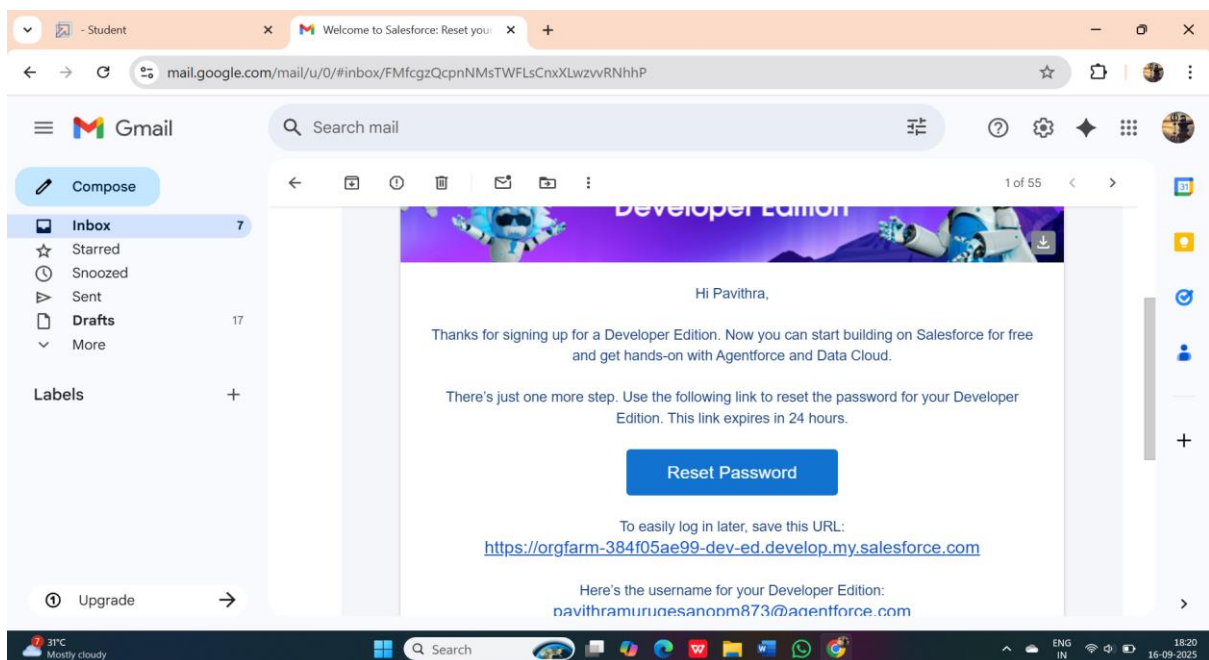 - Student
Welcome to Salesforce: Reset your
mail.google.com/mail/u/0/#inbox/FMfcgzQcpnNMsTWFLsCnxXLwzvvRNhhP
Gmail
Search mail
Compose
1 of 55
31
Inbox 7
Starred
Snoozed
Sent
Drafts 17
More
Labels
Upgrade
Developer Edition
Hi Pavithra,
Thanks for signing up for a Developer Edition. Now you can start building on Salesforce for free
and get hands-on with Agentforce and Data Cloud.
There's just one more step. Use the following link to reset the password for your Developer
Edition. This link expires in 24 hours.
Reset Password
To easily log in later, save this URL:
https://orgfarm-384f05ae99-dev-ed.develop.my.salesforce.com
Here's the username for your Developer Edition:
pavithramurugesanopm873@agentforce.com
7
31°C
Mostly cloudy
Search
ENG
IN
18:20
16-09-2025